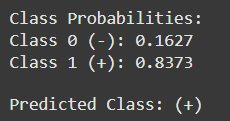 Class Probabilities:
Class 0 (-): 0.1627
Class 1 (+): 0.8373
Predicted Class: (+)